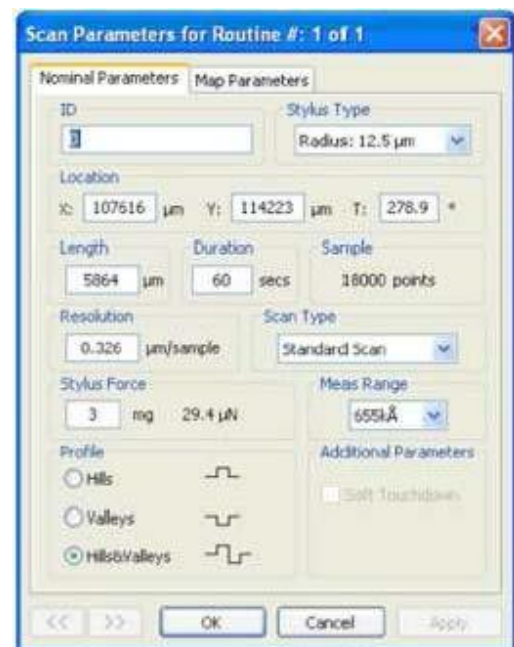 Scan Parameters for Routine #: 1 of 1
Nominal Parameters Map Parameters
ID Stylus Type
Radius: 12.5 µm
Location
X: 107616 µm Y: 114223 µm T: 278.9 °
Length Duration Sample
5864 µm 60 secs 18000 points
Resolution Scan Type
0.326 µm/sample Standard Scan
Stylus Force Meas Range
3 mg 29.4 µN 655kÅ
Profile Additional Parameters
Hills
Soft Touchdown
Valleys
Hills&Valleys
<< >> OK Cancel Apply